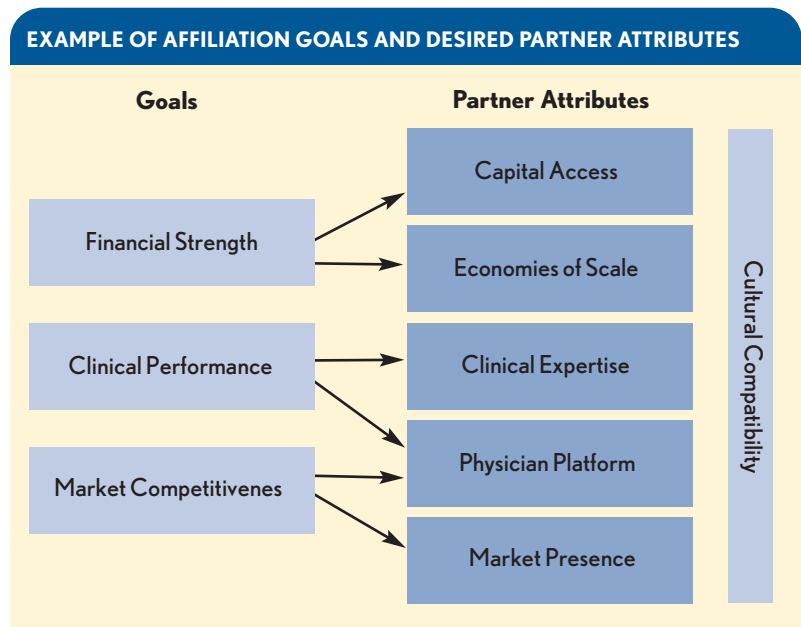 EXAMPLE OF AFFILIATION GOALS AND DESIRED PARTNER ATTRIBUTES
Goals
Partner Attributes
Financial Strength
Clinical Performance
Market Competitivenes
Capital Access
Economies of Scale
Clinical Expertise
Physician Platform
Market Presence
Cultural Compatibility